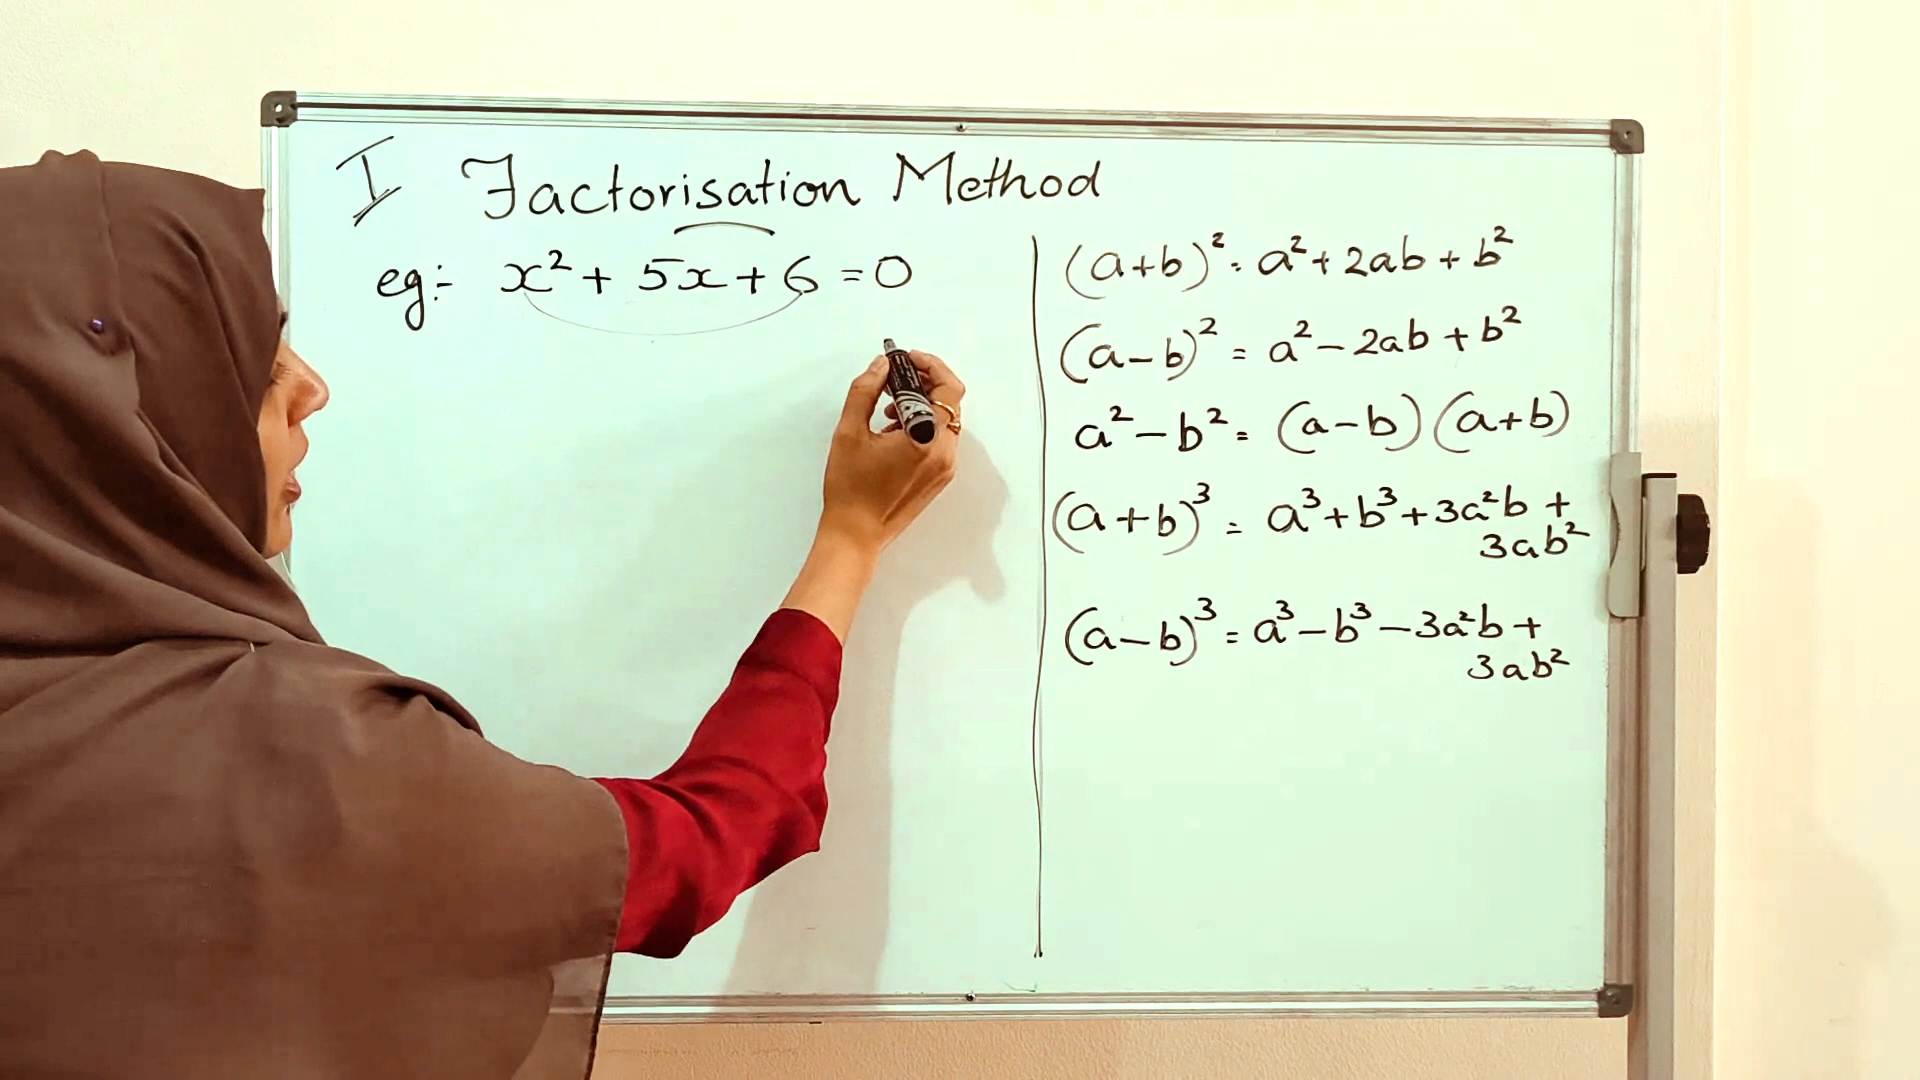 I Factorisation Method
eg:- x² + 5x + 6 = 0
(a+b)² = a² + 2ab + b²
(a-b)² = a² - 2ab + b²
a² - b² = (a-b) (a+b)
(a+b)³ = a³ + b³ + 3a²b +
3ab²
(a-b)³ = a³ - b³ - 3a²b +
3ab²